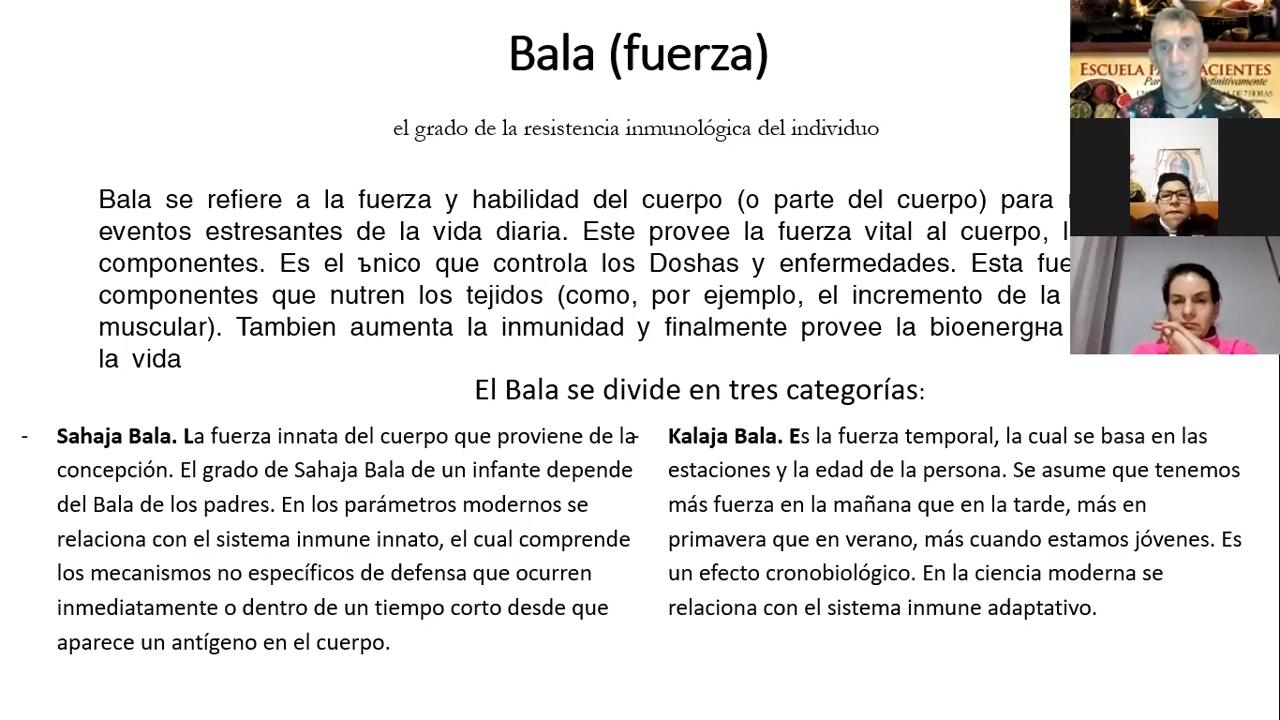 Bala (fuerza)
el grado de la resistencia inmunológica del individuo
Bala se refiere a la fuerza y habilidad del cuerpo (o parte del cuerpo) para
eventos estresantes de la vida diaria. Este provee la fuerza vital al cuerpo,
componentes. Es el ъnico que controla los Doshas y enfermedades. Esta
componentes que nutren los tejidos (como, por ejemplo, el incremento de la
muscular). Tambien aumenta la inmunidad y finalmente provee la bioenergнa
la vida
El Bala se divide en tres categorías:
- Sahaja Bala. La fuerza innata del cuerpo que proviene de la
concepción. El grado de Sahaja Bala de un infante depende
del Bala de los padres. En los parámetros modernos se
relaciona con el sistema inmune innato, el cual comprende
los mecanismos no específicos de defensa que ocurren
inmediatamente o dentro de un tiempo corto desde que
aparece un antígeno en el cuerpo.
- Kalaja Bala. Es la fuerza temporal, la cual se basa en las
estaciones y la edad de la persona. Se asume que tenemos
más fuerza en la mañana que en la tarde, más en
primavera que en verano, más cuando estamos jóvenes. Es
un efecto cronobiológico. En la ciencia moderna se
relaciona con el sistema inmune adaptativo.
ESCUELA